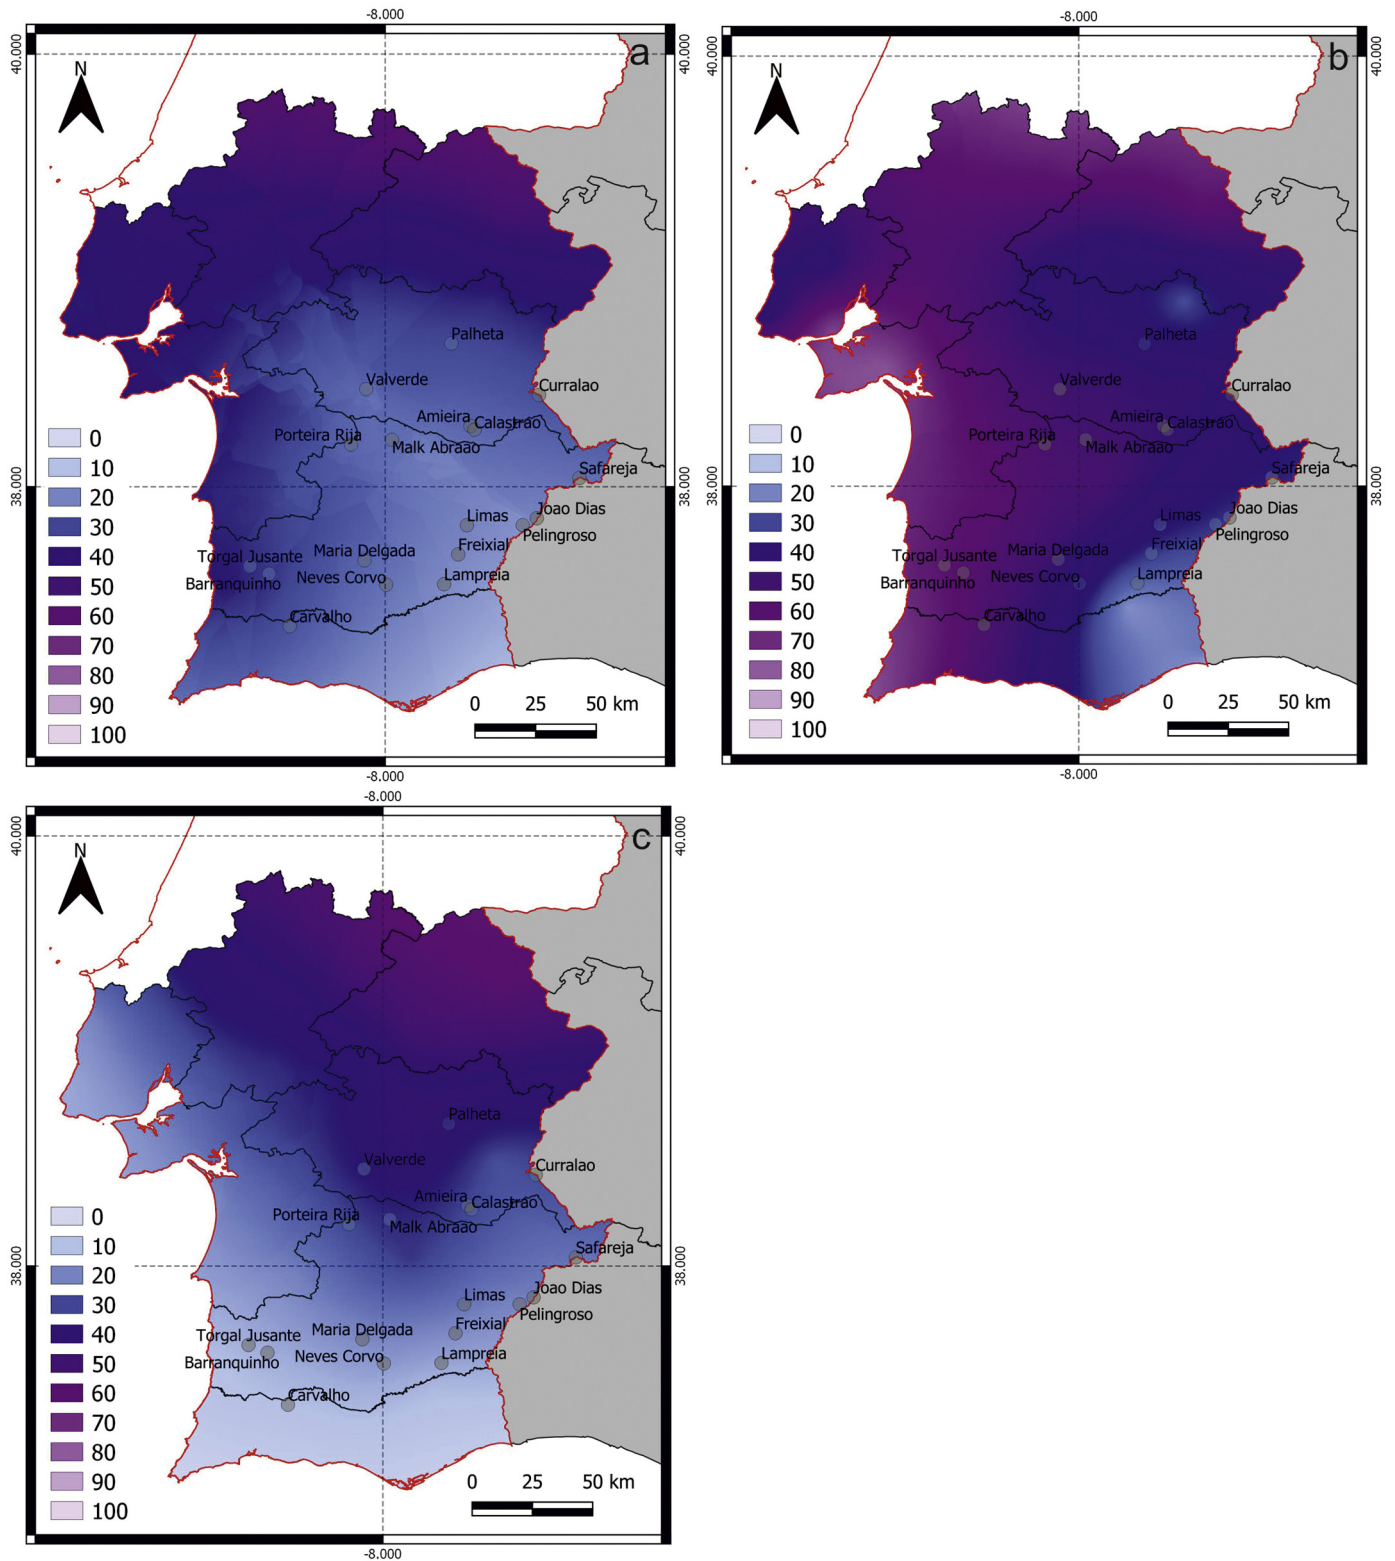 -8.000
a
40.000
40.000
N
Palheta
Valverde
Curralao
Amieira
Calastrao
Porteira Rija
Malk Abraao
Safareja
38.000
38.000
Limas
Joao Dias
Pelingroso
Freixial
Torgal Jusante
Maria Delgada
Barranquinho
Neves Corvo
Lampreia
Carvalho
0
10
20
30
40
50
60
70
80
90
100
0 25 50 km
-8.000
-8.000
b
40.000
40.000
N
Palheta
Valverde
Curralao
Amieira
Calastrao
Porteira Rija
Malk Abraao
Safareja
38.000
38.000
Limas
Joao Dias
Pelingroso
Freixial
Torgal Jusante
Maria Delgada
Barranquinho
Neves Corvo
Lampreia
Carvalho
0
10
20
30
40
50
60
70
80
90
100
0 25 50 km
-8.000
-8.000
c
40.000
40.000
N
Palheta
Valverde
Curralao
Amieira
Calastrao
Porteira Rija
Malk Abraao
Safareja
38.000
38.000
Limas
Joao Dias
Pelingroso
Freixial
Torgal Jusante
Maria Delgada
Barranquinho
Neves Corvo
Lampreia
Carvalho
0
10
20
30
40
50
60
70
80
90
100
0 25 50 km
-8.000